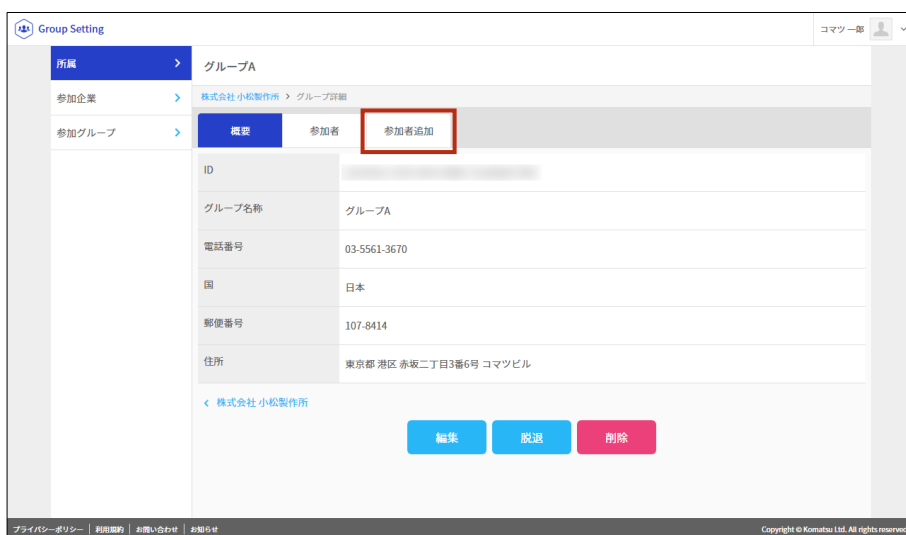 Group Setting
コマツ 一郎
所属
参加企業
参加グループ
グループA
株式会社 小松製作所 > グループ詳細
概要 参加者 参加者追加
ID
グループ名称 グループA
電話番号 03-5561-3670
国 日本
郵便番号 107-8414
住所 東京都 港区 赤坂二丁目3番6号 コマツビル
< 株式会社 小松製作所
編集 脱退 削除
プライバシーポリシー | 利用規約 | お問い合わせ | お知らせ
Copyright © Komatsu Ltd. All rights reserved